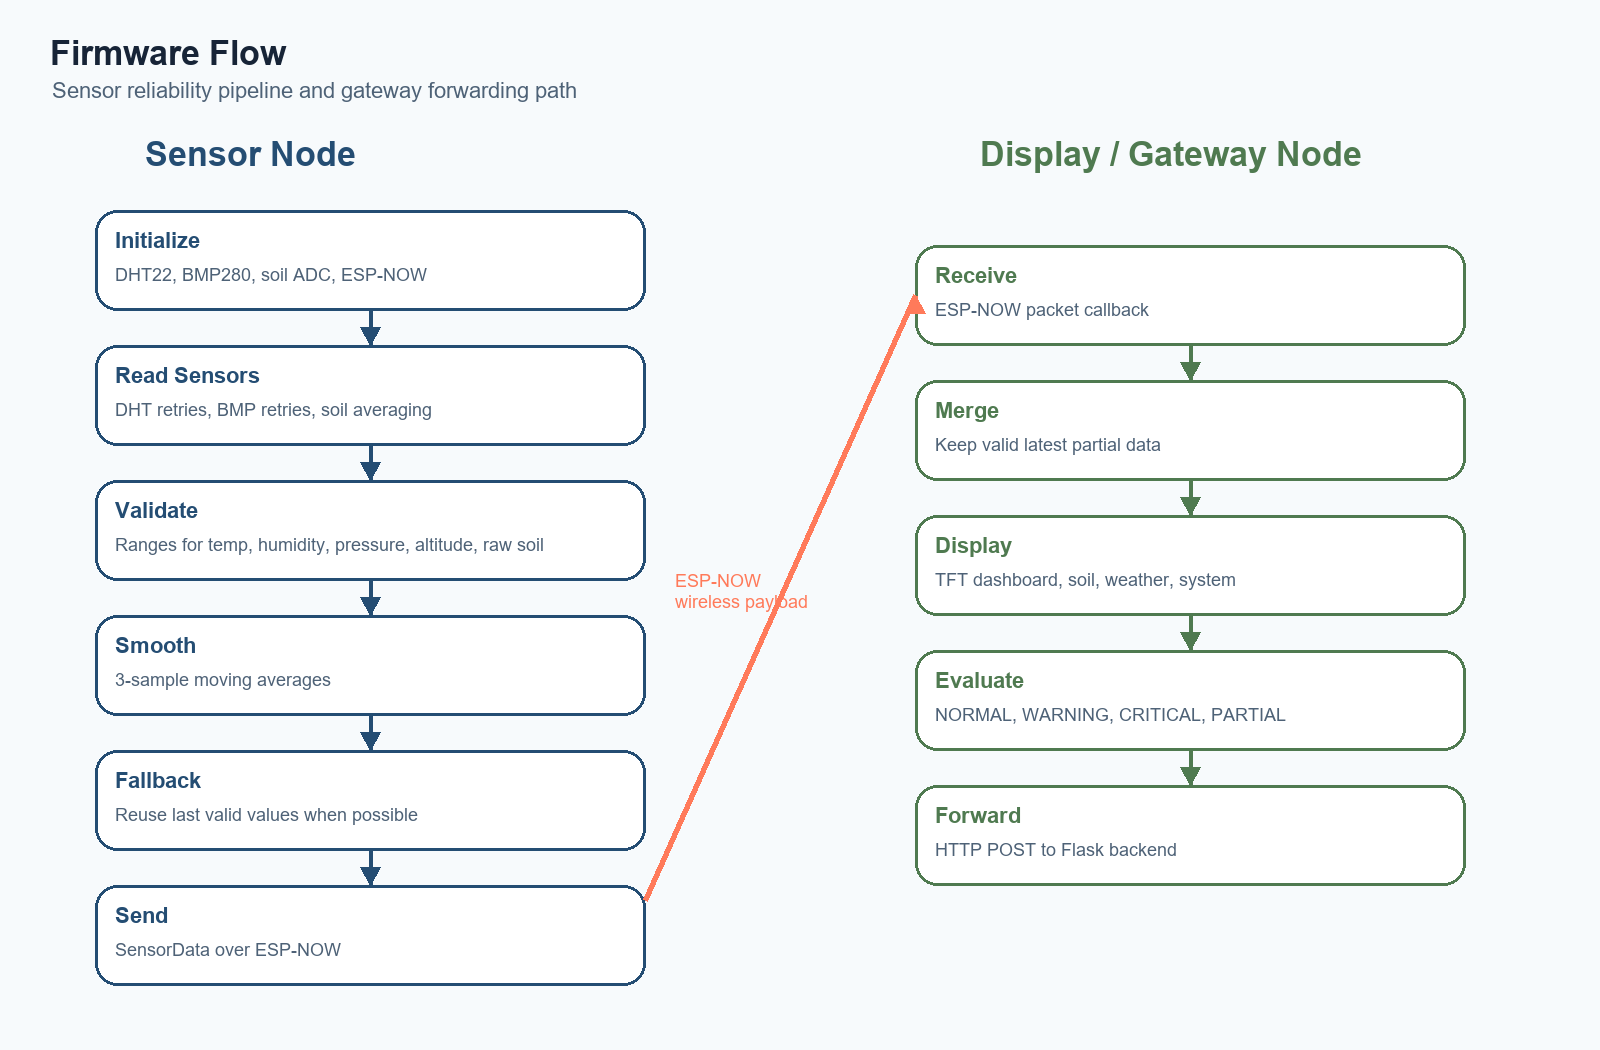 Firmware Flow
Sensor reliability pipeline and gateway forwarding path
Sensor Node
Initialize
DHT22, BMP280, soil ADC, ESP-NOW
Read Sensors
DHT retries, BMP retries, soil averaging
Validate
Ranges for temp, humidity, pressure, altitude, raw soil
Smooth
3-sample moving averages
Fallback
Reuse last valid values when possible
Send
SensorData over ESP-NOW
ESP-NOW
wireless payload
Display / Gateway Node
Receive
ESP-NOW packet callback
Merge
Keep valid latest partial data
Display
TFT dashboard, soil, weather, system
Evaluate
NORMAL, WARNING, CRITICAL, PARTIAL
Forward
HTTP POST to Flask backend